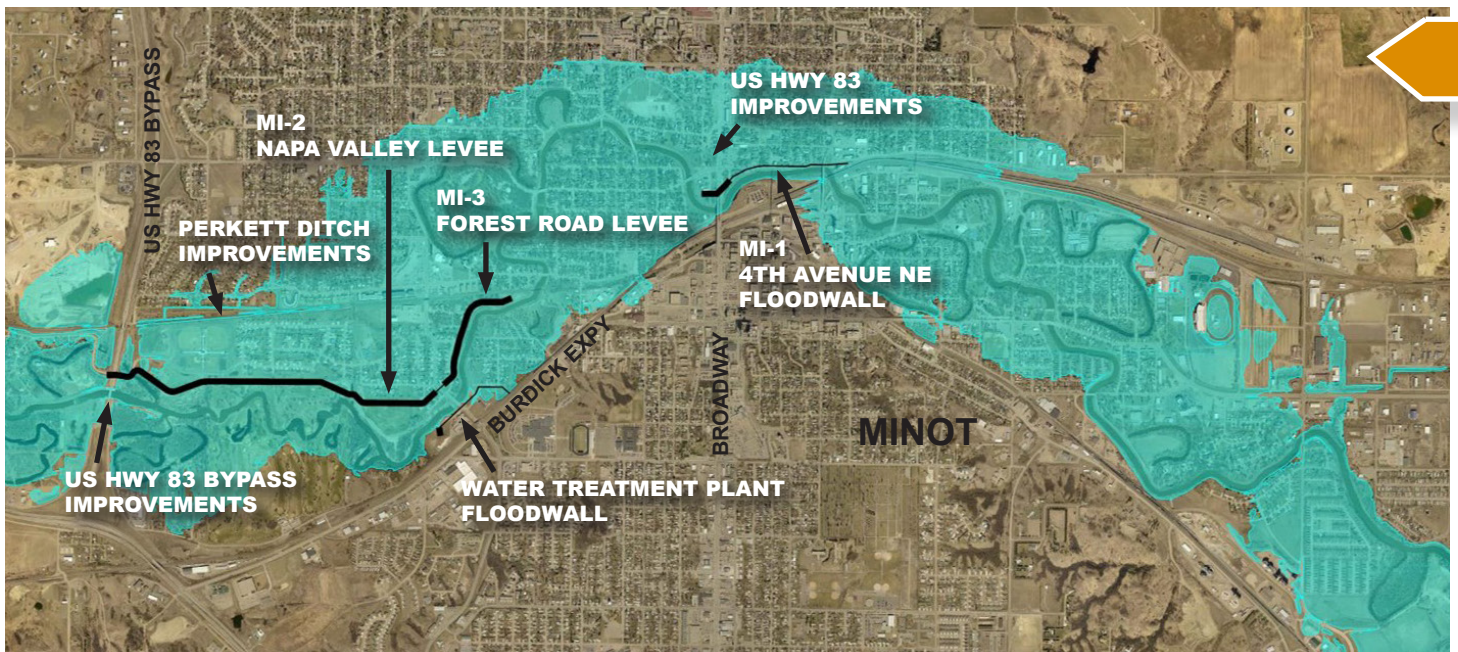 US HWY 83
IMPROVEMENTS
MI-2
NAPA VALLEY LEVEE
US HWY 83 BYPASS
MI-3
FOREST ROAD LEVEE
PERKETT DITCH
IMPROVEMENTS
MI-1
4TH AVENUE NE
FLOODWALL
BURDICK EXPY
BROADWAY
MINOT
US HWY 83 BYPASS
IMPROVEMENTS
WATER TREATMENT PLANT
FLOODWALL